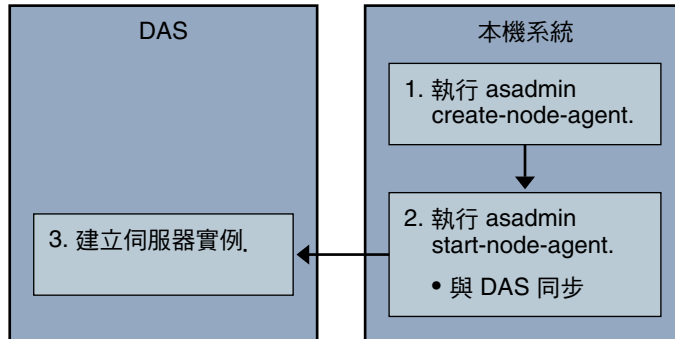 DAS
3. 建立伺服器實例.
本機系統
1. 執行 asadmin
create-node-agent.
2. 執行 asadmin
start-node-agent.
• 與 DAS 同步